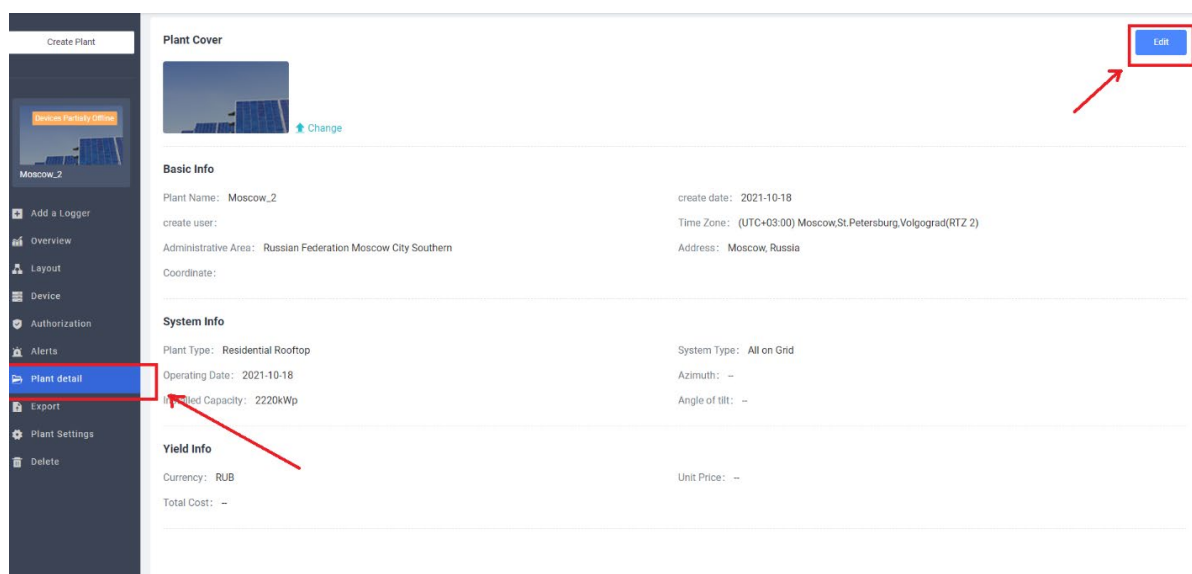 Create Plant
Devices Partially Offline
Moscow_2
Add a Logger
Overview
Layout
Device
Authorization
Alerts
Plant detail
Export
Plant Settings
Delete
Plant Cover
Edit
Change
Basic Info
Plant Name: Moscow_2
create date: 2021-10-18
create user:
Time Zone: (UTC+03:00) Moscow,St.Petersburg,Volgograd(RTZ 2)
Administrative Area: Russian Federation Moscow City Southern
Address: Moscow, Russia
Coordinate:
System Info
Plant Type: Residential Rooftop
System Type: All on Grid
Operating Date: 2021-10-18
Azimuth: --
Installed Capacity: 2220kWp
Angle of tilt: --
Yield Info
Currency: RUB
Unit Price: --
Total Cost: --